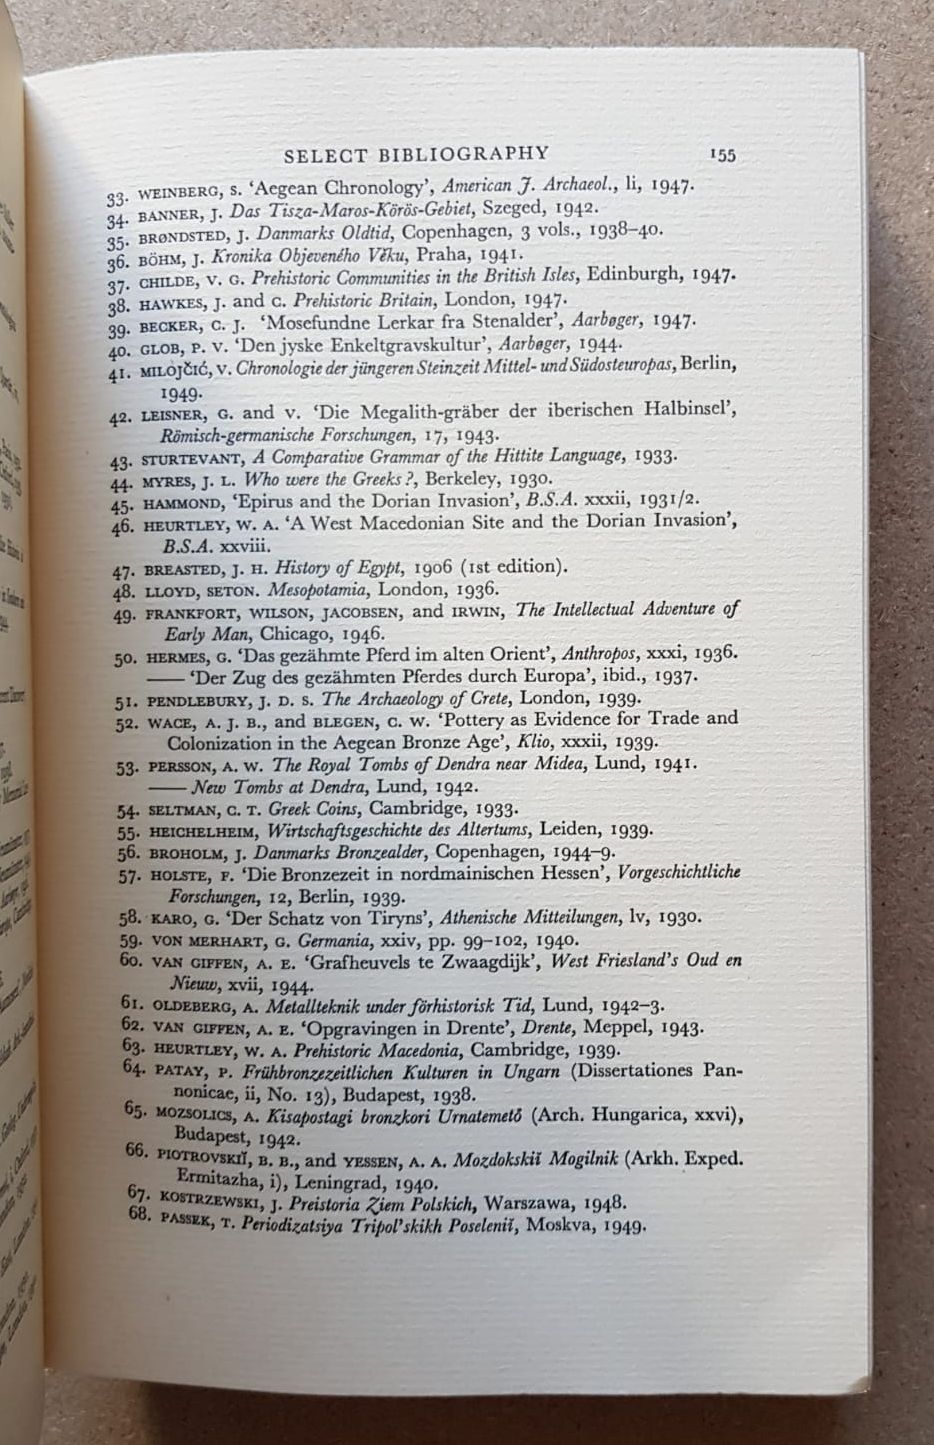 SELECT BIBLIOGRAPHY 155
33. WEINBERG, S. ‘Aegean Chronology’, American J. Archaeol., li, 1947.
34. BANNER, J. Das Tisza-Maros-Körös-Gebiet, Szeged, 1942.
35. BRØNDSTED, J. Danmarks Oldtid, Copenhagen, 3 vols., 1938–40.
36. BÖHM, J. Kronika Objeveného Věku, Praha, 1941.
37. CHILDE, V. G. Prehistoric Communities in the British Isles, Edinburgh, 1947.
38. HAWKES, J. and C. Prehistoric Britain, London, 1947.
39. BECKER, C. J. ‘Mosefundne Lerkar fra Stenalder’, Aarbøger, 1947.
40. GLOB, P. V. ‘Den jyske Enkeltgravskultur’, Aarbøger, 1944.
41. MILOJČIĆ, V. Chronologie der jüngeren Steinzeit Mittel- und Südosteuropas, Berlin,
1949.
42. LEISNER, G. and V. ‘Die Megalith-gräber der iberischen Halbinsel’,
Römisch-germanische Forschungen, 17, 1943.
43. STURTEVANT, A Comparative Grammar of the Hittite Language, 1933.
44. MYRES, J. L. Who were the Greeks?, Berkeley, 1930.
45. HAMMOND, ‘Epirus and the Dorian Invasion’, B.S.A. xxxii, 1931/2.
46. HEURTLEY, W. A. ‘A West Macedonian Site and the Dorian Invasion’,
B.S.A. xxviii.
47. BREASTED, J. H. History of Egypt, 1906 (1st edition).
48. LLOYD, SETON. Mesopotamia, London, 1936.
49. FRANKFORT, WILSON, JACOBSEN, and IRWIN, The Intellectual Adventure of
Early Man, Chicago, 1946.
50. HERMES, G. ‘Das gezähmte Pferd im alten Orient’, Anthropos, xxxi, 1936.
—— ‘Der Zug des gezähmten Pferdes durch Europa’, ibid., 1937.
51. PENDLEBURY, J. D. S. The Archaeology of Crete, London, 1939.
52. WACE, A. J. B., and BLEGEN, C. W. ‘Pottery as Evidence for Trade and
Colonization in the Aegean Bronze Age’, Klio, xxxii, 1939.
53. PERSSON, A. W. The Royal Tombs of Dendra near Midea, Lund, 1941.
—— New Tombs at Dendra, Lund, 1942.
54. SELTMAN, C. T. Greek Coins, Cambridge, 1933.
55. HEICHELHEIM, Wirtschaftsgeschichte des Altertums, Leiden, 1939.
56. BROHOLM, J. Danmarks Bronzealder, Copenhagen, 1944–9.
57. HOLSTE, F. ‘Die Bronzezeit in nordmainischen Hessen’, Vorgeschichtliche
Forschungen, 12, Berlin, 1939.
58. KARO, G. ‘Der Schatz von Tiryns’, Athenische Mitteilungen, lv, 1930.
59. VON MERHART, G. Germania, xxiv, pp. 99–102, 1940.
60. VAN GIFFEN, A. E. ‘Grafheuvels te Zwaagdijk’, West Friesland's Oud en
Nieuw, xvii, 1944.
61. OLDEBERG, A. Metallteknik under förhistorisk Tid, Lund, 1942–3.
62. VAN GIFFEN, A. E. ‘Opgravingen in Drente’, Drente, Meppel, 1943.
63. HEURTLEY, W. A. Prehistoric Macedonia, Cambridge, 1939.
64. PATAY, P. Frühbronzezeitlichen Kulturen in Ungarn (Dissertationes Pan-
nonicae, ii, No. 13), Budapest, 1938.
65. MOZSOLICS, A. Kisapostagi bronzkori Urnatemető (Arch. Hungarica, xxvi),
Budapest, 1942.
66. PIOTROVSKIĬ, B. B., and YESSEN, A. A. Mozdokskiĭ Mogilnik (Arkh. Exped.
Ermitazha, i), Leningrad, 1940.
67. KOSTRZEWSKI, J. Preistoria Ziem Polskich, Warszawa, 1948.
68. PASSEK, T. Periodizatsiya Tripol'skikh Poseleniĭ, Moskva, 1949.